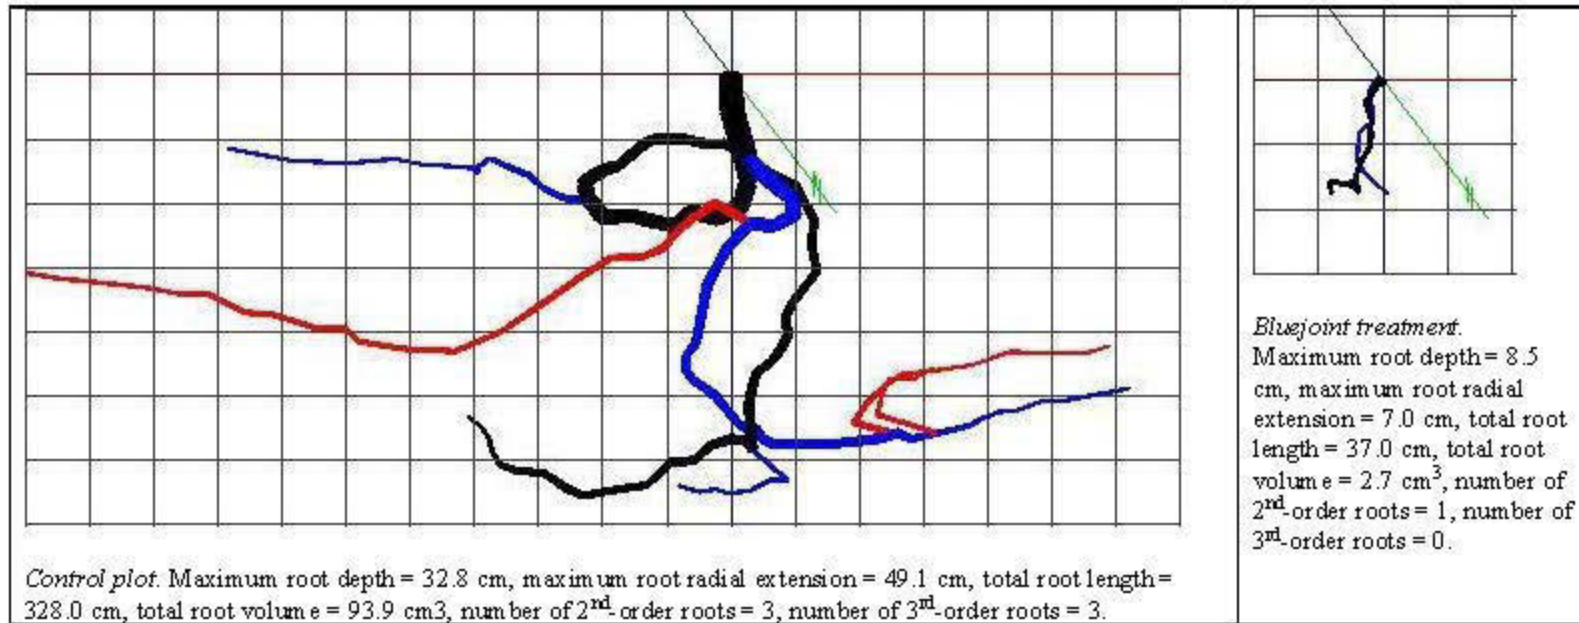 Control plot. Maximum root depth = 32.8 cm, maximum root radial extension = 49.1 cm, total root length =
328.0 cm, total root volume = 93.9 cm3, number of 2nd-order roots = 3, number of 3rd-order roots = 3.
Bluejoint treatment.
Maximum root depth = 8.5
cm, maximum root radial
extension = 7.0 cm, total root
length = 37.0 cm, total root
volume = 2.7 cm³, number of
2nd-order roots = 1, number of
3rd-order roots = 0.